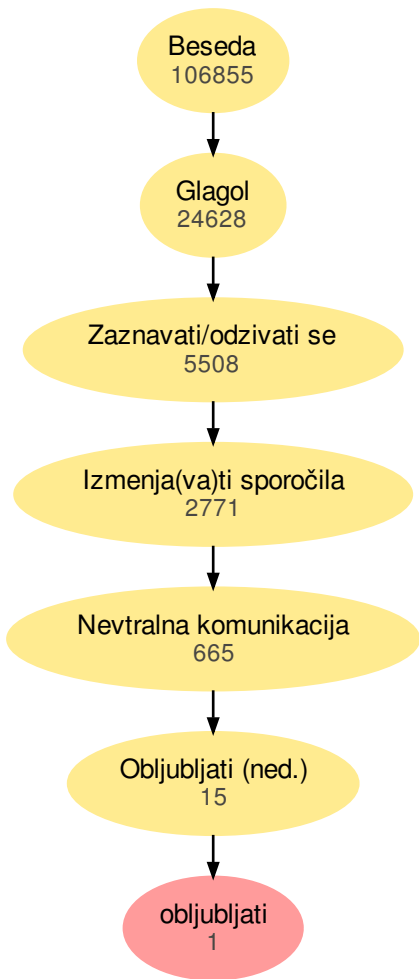 Beseda
106855
Glagol
24628
Zaznavati/odzivati se
5508
Izmenja(va)ti sporočila
2771
Nevtralna komunikacija
665
Obljubljati (ned.)
15
obljubljati
1